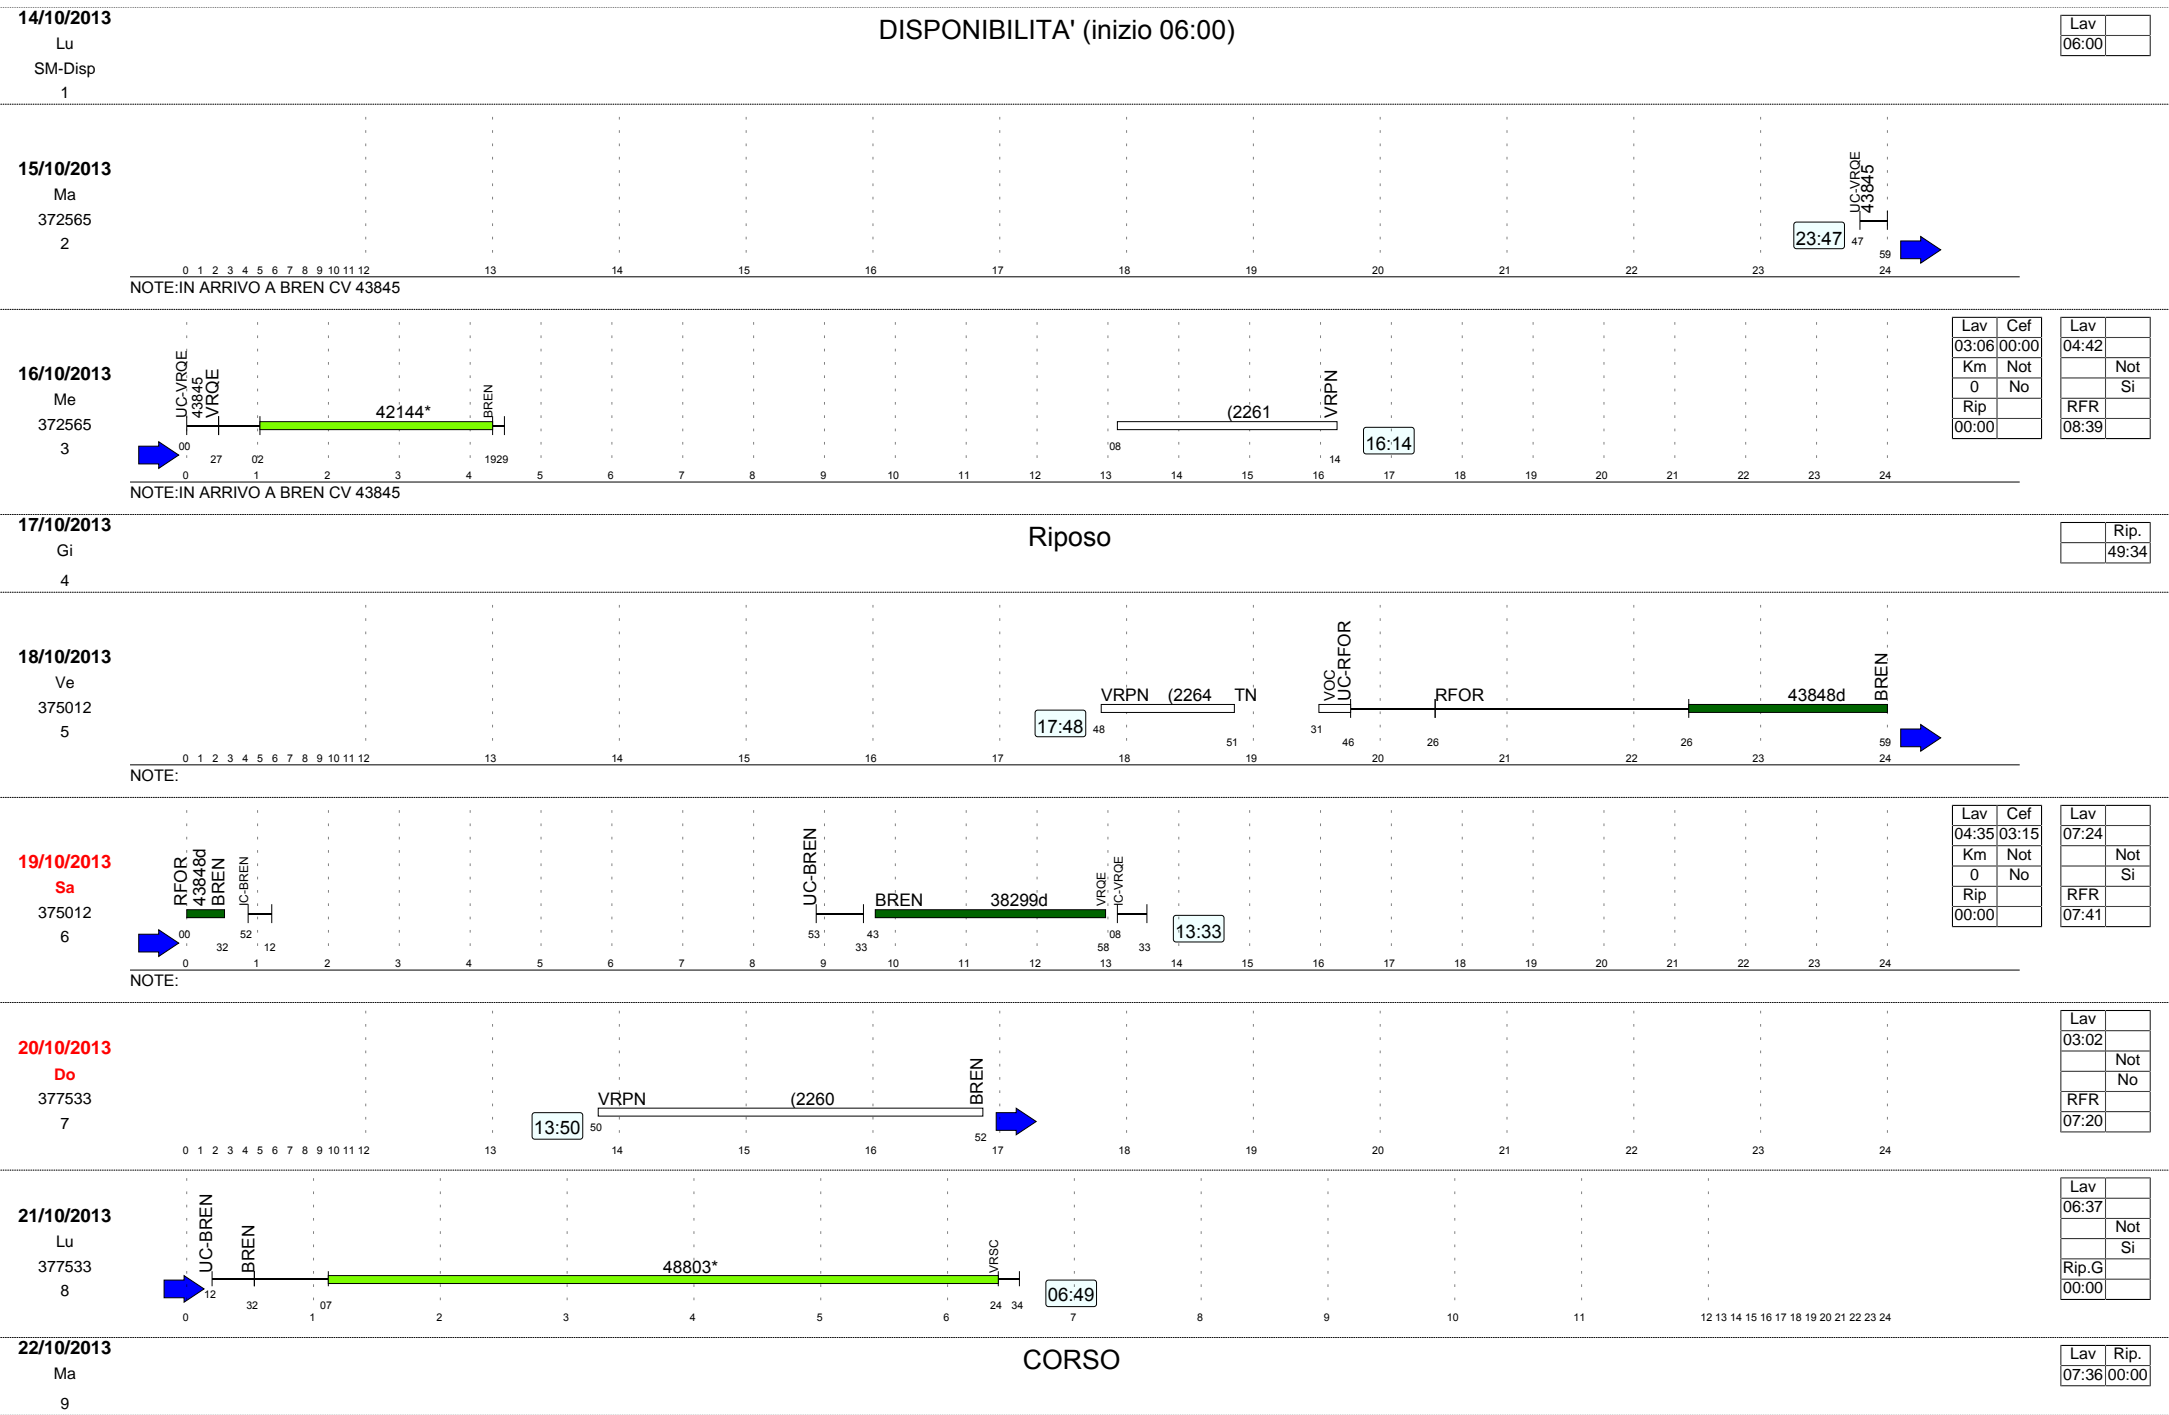 14/10/2013
Lu
SM-Disp
1
DISPONIBILITA' (inizio 06:00)
Lav
06:00
15/10/2013
Ma
372565
2
UC-VRQE
43845
23:47
47
59
0 1 2 3 4 5 6 7 8 9 10 11 12 13 14 15 16 17 18 19 20 21 22 23 24
NOTE:IN ARRIVO A BREN CV 43845
16/10/2013
Me
372565
3
UC-VRQE
43845
VRQE
42144*
BREN
(2261
VRPN
16:14
00 27 02 1929 08 14
0 1 2 3 4 5 6 7 8 9 10 11 12 13 14 15 16 17 18 19 20 21 22 23 24
NOTE:IN ARRIVO A BREN CV 43845
Lav Cef
03:06 00:00
Km Not
0 No
Rip
00:00
Lav
04:42
Not
Si
RFR
08:39
17/10/2013
Gi
4
Riposo
Rip.
49:34
18/10/2013
Ve
375012
5
17:48
VRPN (2264 TN
VOC
UC-RFOR
RFOR
43848d
BREN
48 51 31 46 26 26 59
0 1 2 3 4 5 6 7 8 9 10 11 12 13 14 15 16 17 18 19 20 21 22 23 24
NOTE:
19/10/2013
Sa
375012
6
RFOR
43848d
BREN
IC-BREN
UC-BREN
BREN 38299d
VRQE
IC-VRQE
13:33
00 32 52 12 53 33 43 58 08 33
0 1 2 3 4 5 6 7 8 9 10 11 12 13 14 15 16 17 18 19 20 21 22 23 24
NOTE:
Lav Cef
04:35 03:15
Km Not
0 No
Rip
00:00
Lav
07:24
Not
Si
RFR
07:41
20/10/2013
Do
377533
7
13:50
VRPN (2260
BREN
50 52
0 1 2 3 4 5 6 7 8 9 10 11 12 13 14 15 16 17 18 19 20 21 22 23 24
Lav
03:02
Not
No
RFR
07:20
21/10/2013
Lu
377533
8
UC-BREN
BREN
48803*
VRSC
06:49
12 32 07 24 34
0 1 2 3 4 5 6 7 8 9 10 11 12 13 14 15 16 17 18 19 20 21 22 23 24
Lav
06:37
Not
Si
Rip.G
00:00
22/10/2013
Ma
9
CORSO
Lav Rip.
07:36 00:00